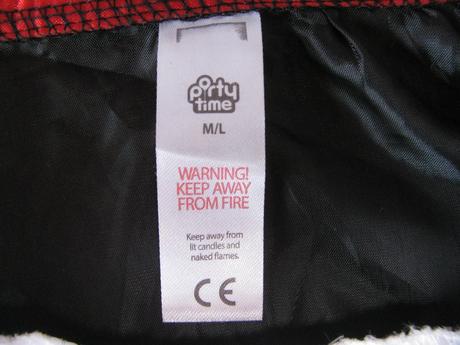 party
time
M/L
WARNING!
KEEP AWAY
FROM FIRE
Keep away from
lit candles and
naked flames.
CE